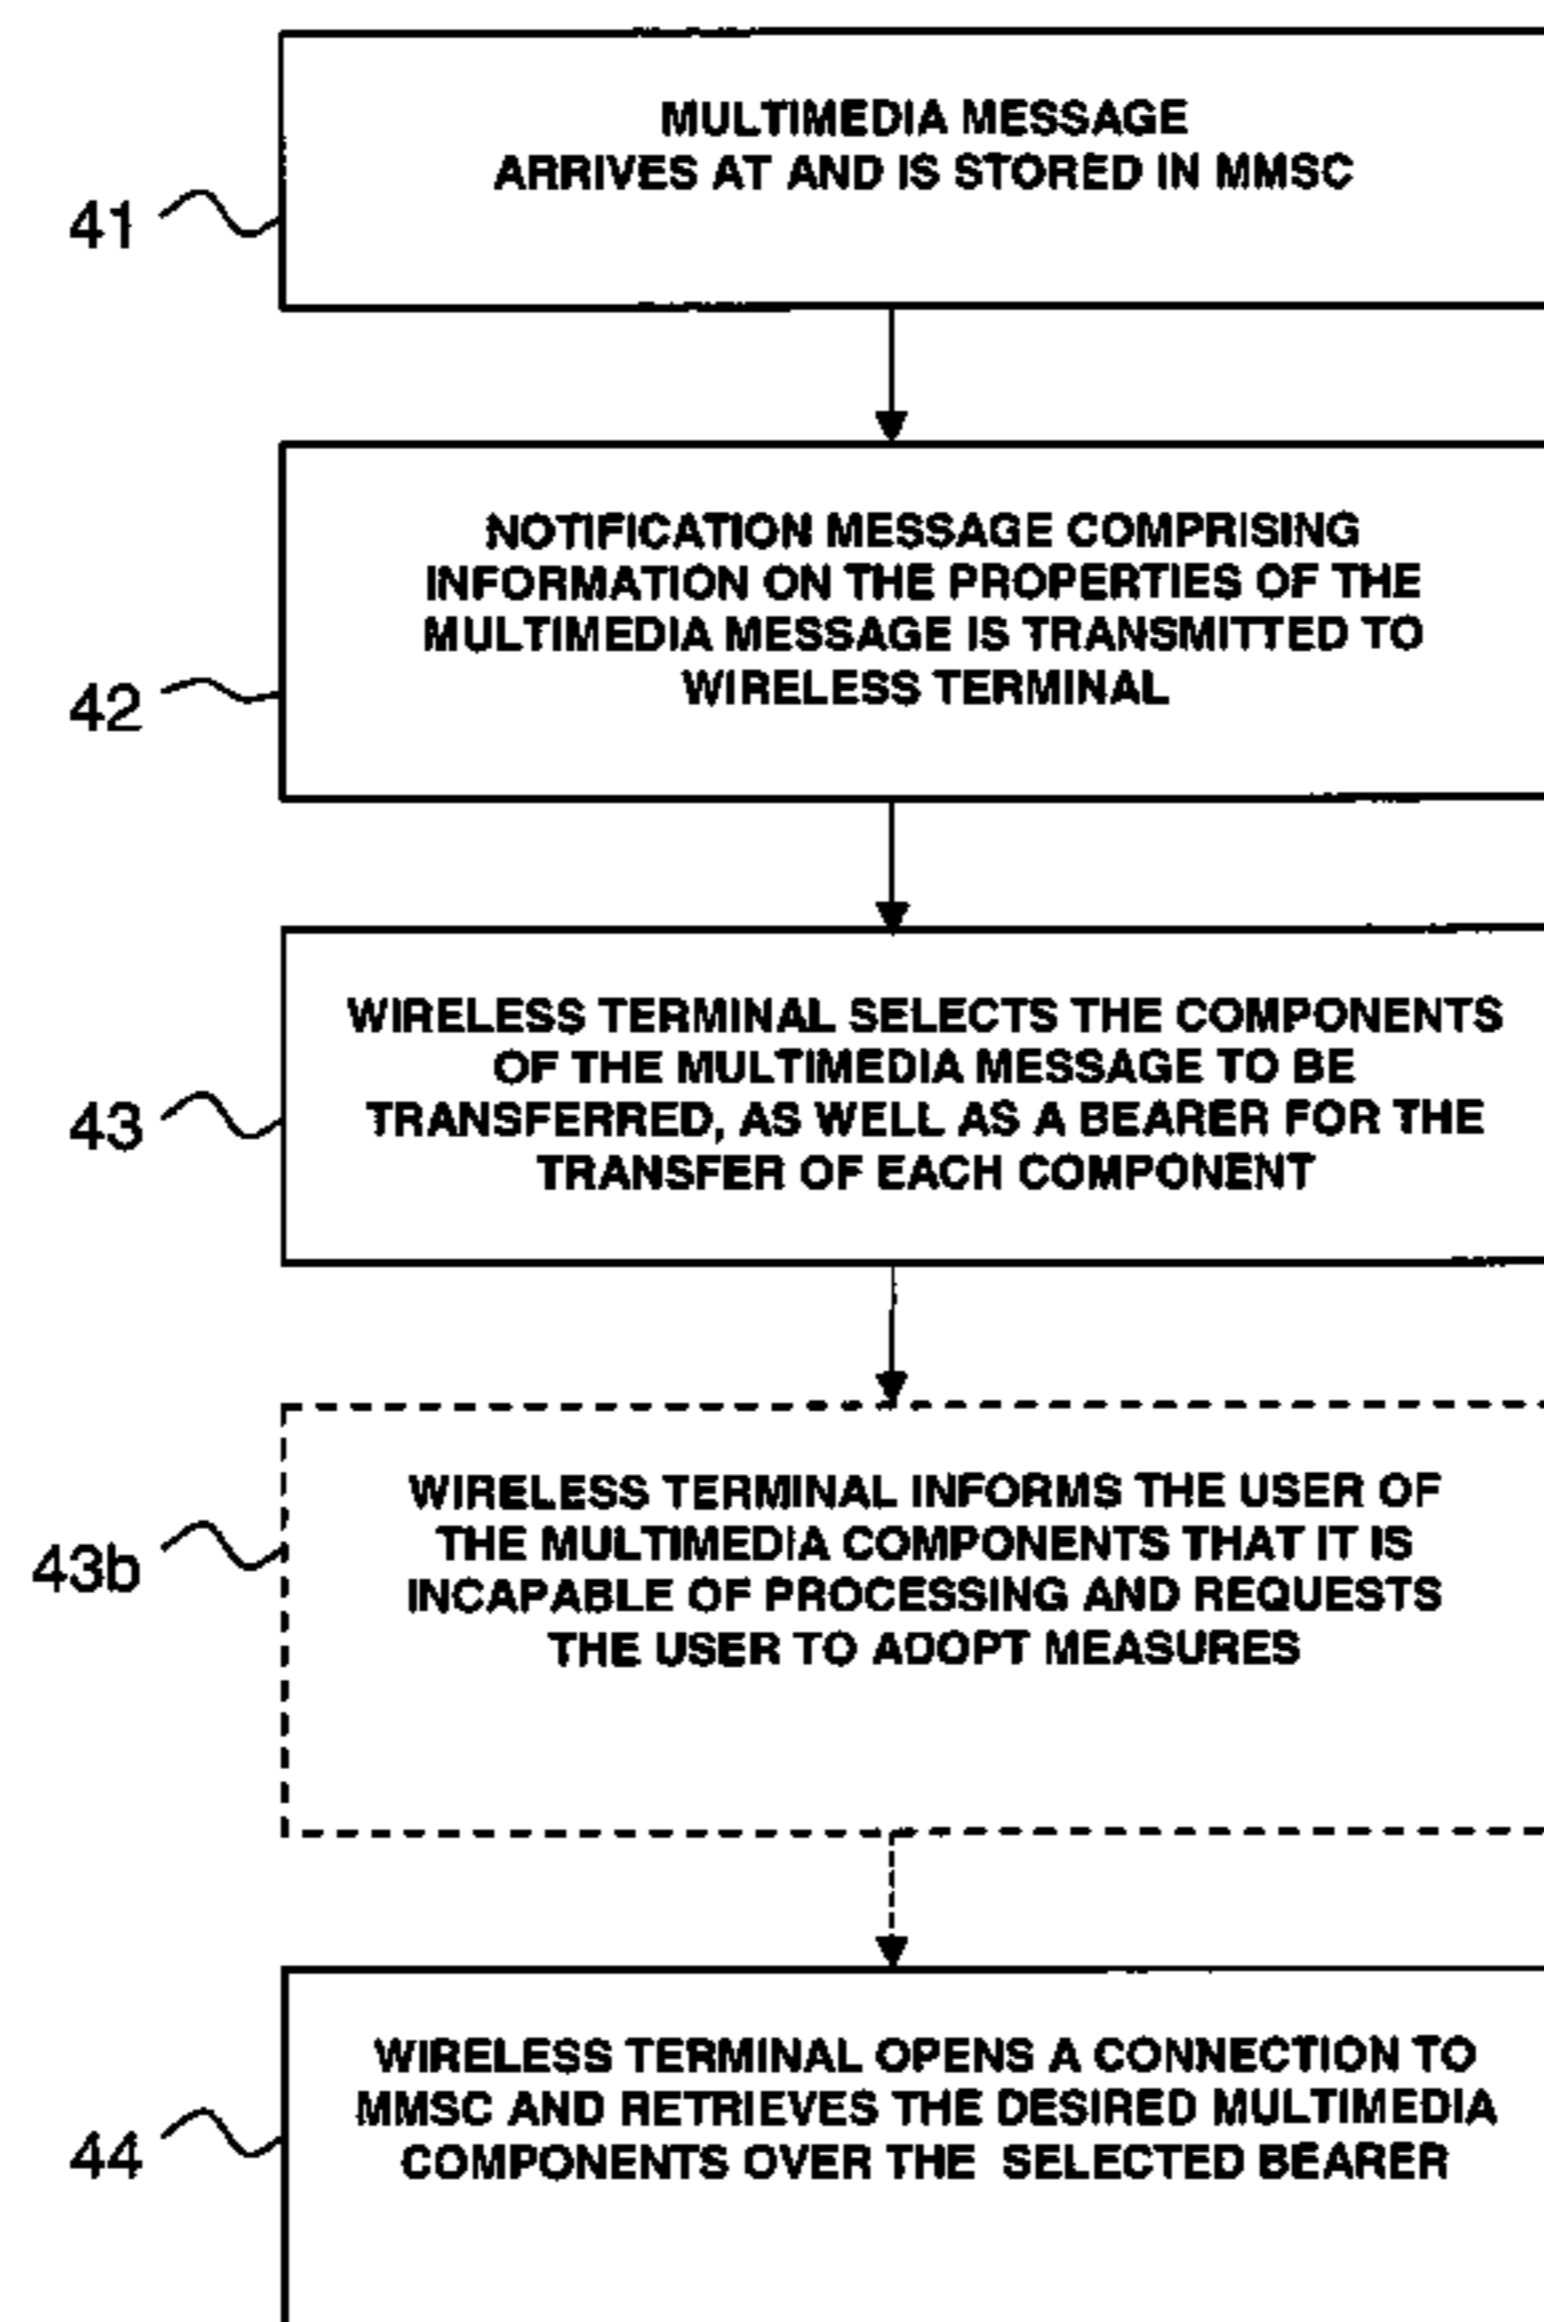 MULTIMEDIA MESSAGE
ARRIVES AT AND IS STORED IN MMSC
41
NOTIFICATION MESSAGE COMPRISING
INFORMATION ON THE PROPERTIES OF THE
MULTIMEDIA MESSAGE IS TRANSMITTED TO
WIRELESS TERMINAL
42
WIRELESS TERMINAL SELECTS THE COMPONENTS
OF THE MULTIMEDIA MESSAGE TO BE
TRANSFERRED, AS WELL AS A BEARER FOR THE
TRANSFER OF EACH COMPONENT
43
WIRELESS TERMINAL INFORMS THE USER OF
THE MULTIMEDIA COMPONENTS THAT IT IS
INCAPABLE OF PROCESSING AND REQUESTS
THE USER TO ADOPT MEASURES
43b
WIRELESS TERMINAL OPENS A CONNECTION TO
MMSC AND RETRIEVES THE DESIRED MULTIMEDIA
COMPONENTS OVER THE SELECTED BEARER
44